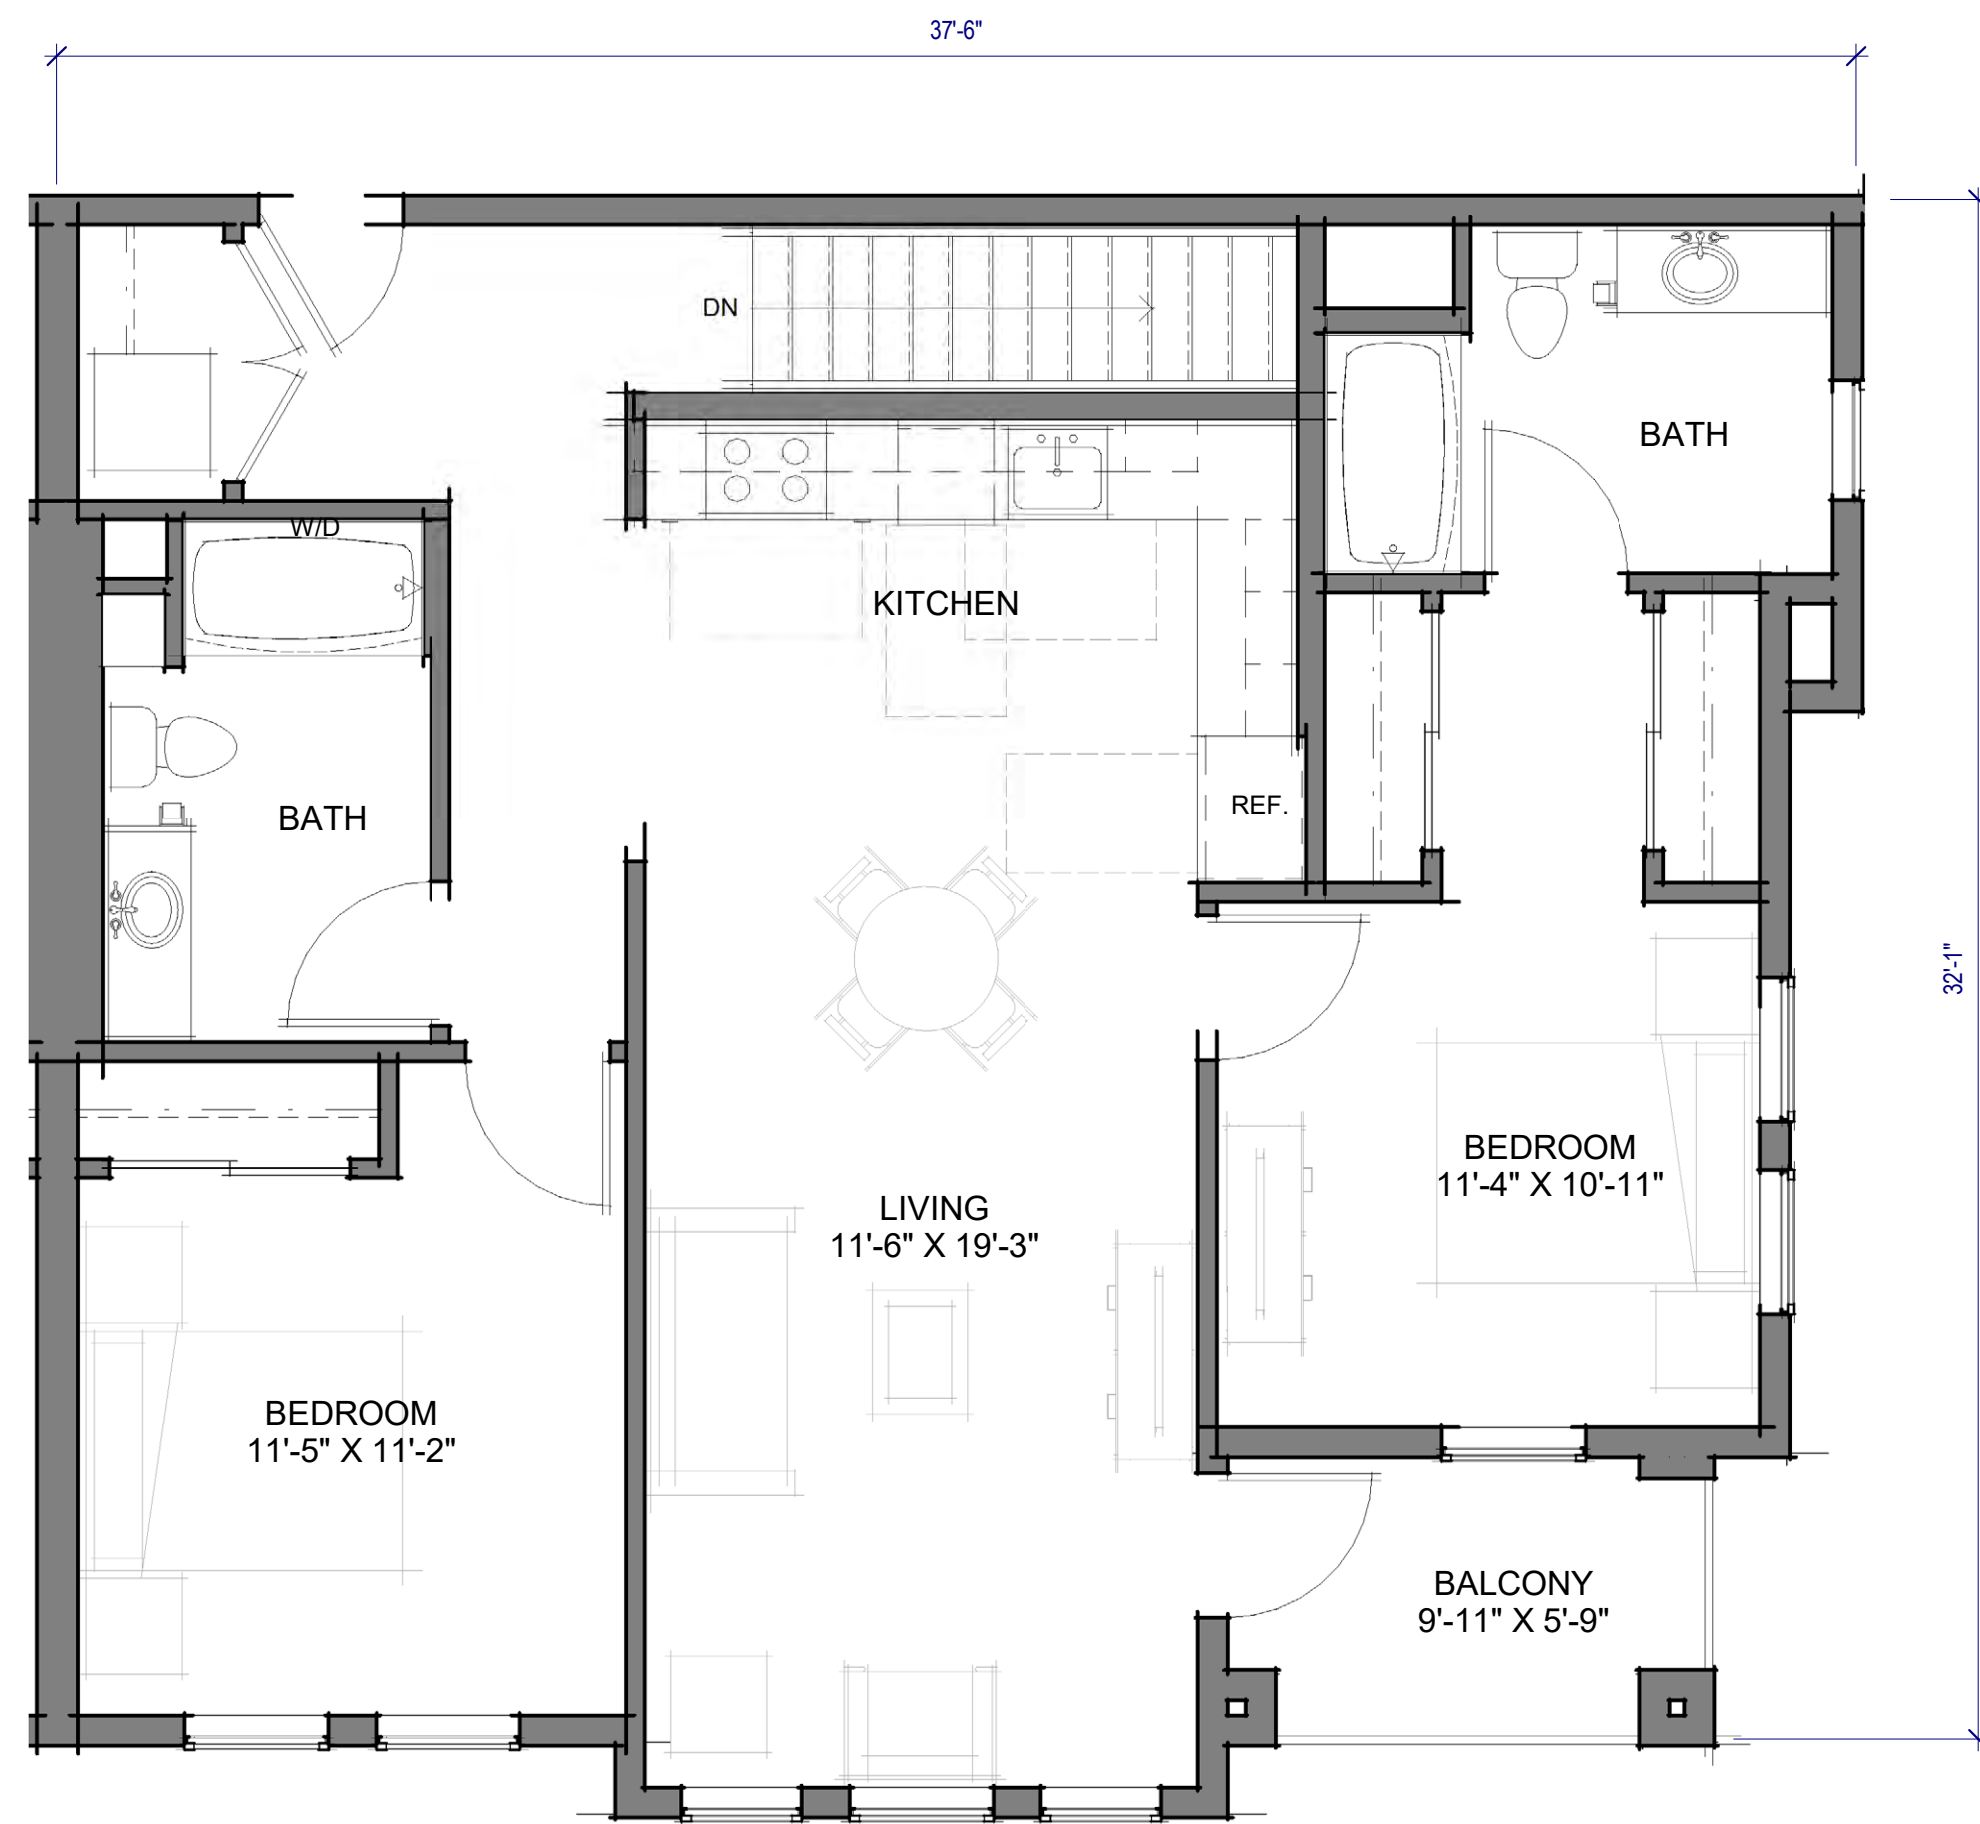 37'-6"
DN
BATH
W/D
KITCHEN
REF.
BATH
32'-1"
BEDROOM
11'-4" X 10'-11"
LIVING
11'-6" X 19'-3"
BEDROOM
11'-5" X 11'-2"
BALCONY
9'-11" X 5'-9"